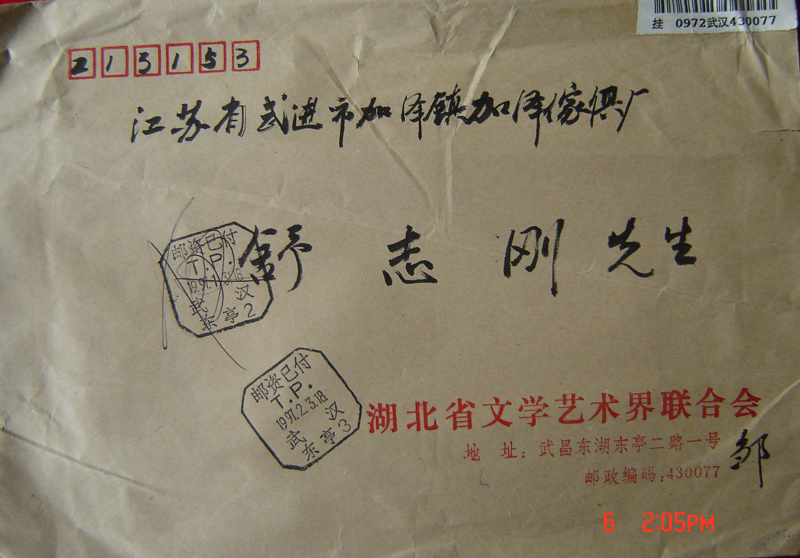 挂 0972武汉430077
213153
江苏省武进市加泽镇加泽傢俱厂
舒志刚先生
邮资已付
T.P.
武汉
东亭2
邮资已付
T.P.
1997.2.3.18
武汉
东亭3
湖北省文学艺术界联合会
地 址:武昌东湖东亭二路一号
邮政编码:430077
6 2:05PM